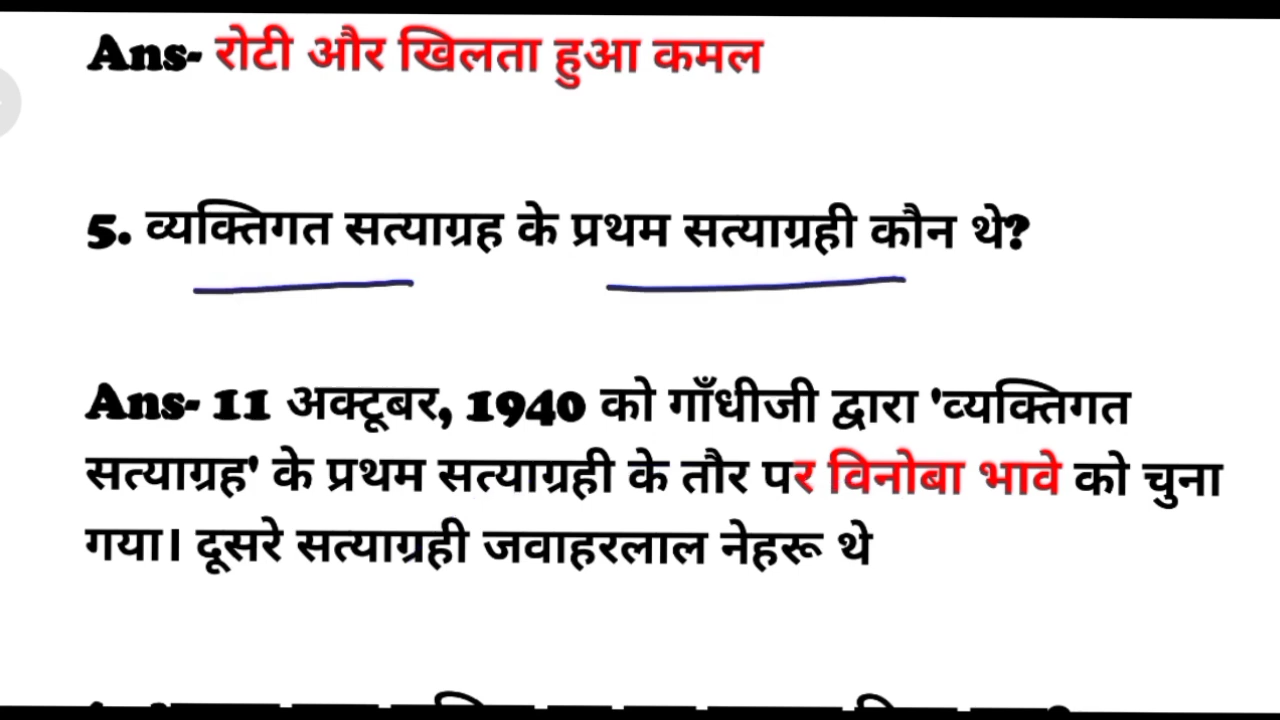 Ans- रोटी और खिलता हुआ कमल
5. व्यक्तिगत सत्याग्रह के प्रथम सत्याग्रही कौन थे?
Ans- 11 अक्टूबर, 1940 को गाँधीजी द्वारा 'व्यक्तिगत
सत्याग्रह' के प्रथम सत्याग्रही के तौर पर विनोबा भावे को चुना
गया। दूसरे सत्याग्रही जवाहरलाल नेहरू थे